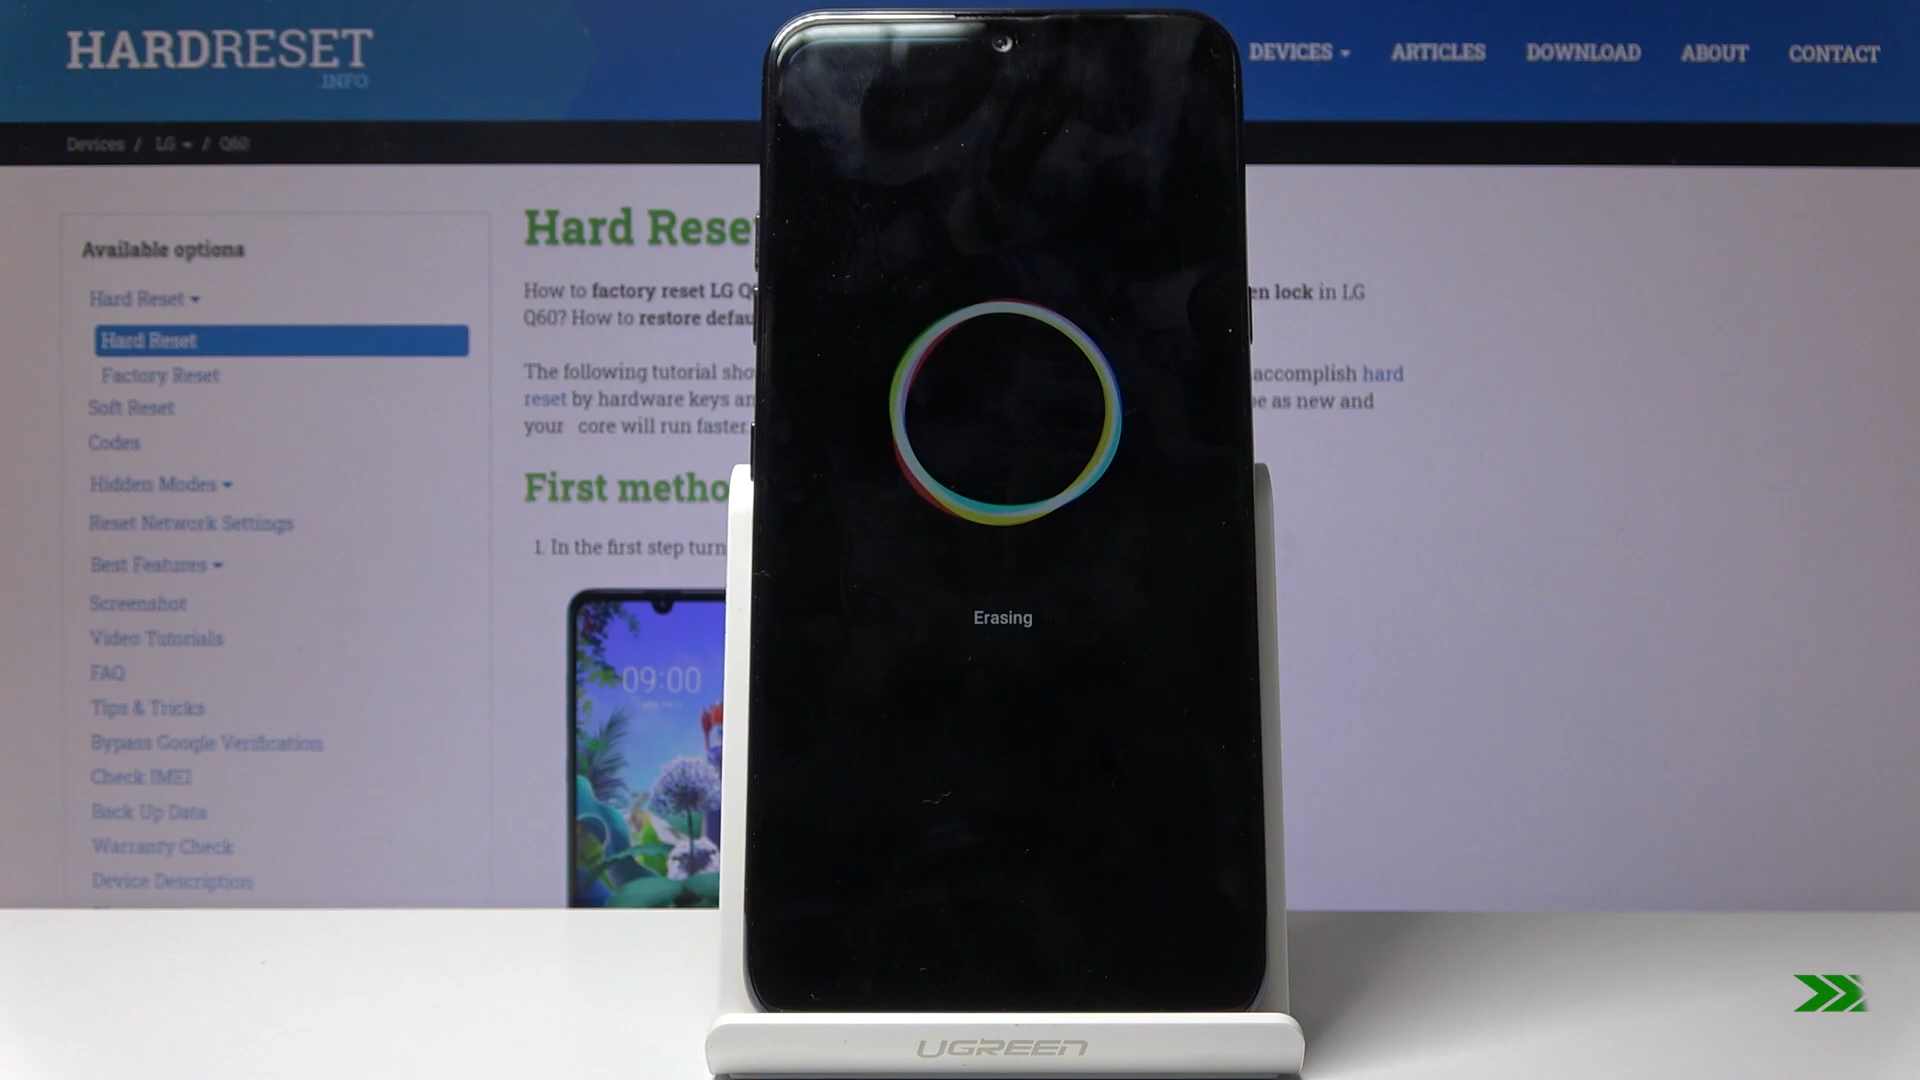 HARDRESET
.INFO
DEVICES
ARTICLES
DOWNLOAD
ABOUT
CONTACT
Devices / LG / Q60
Available options
Hard Reset
Hard Reset
Factory Reset
Soft Reset
Codes
Hidden Modes
Reset Network Settings
Best Features
Screenshot
Video Tutorials
FAQ
Tips & Tricks
Bypass Google Verification
Check IMEI
Back Up Data
Warranty Check
Device Description
Hard Rese
How to factory reset LG Q en lock in LG
Q60? How to restore defau
The following tutorial sho accomplish hard
reset by hardware keys an be as new and
your core will run faster.
First metho
1. In the first step turn
09:00
Erasing
UGREEN